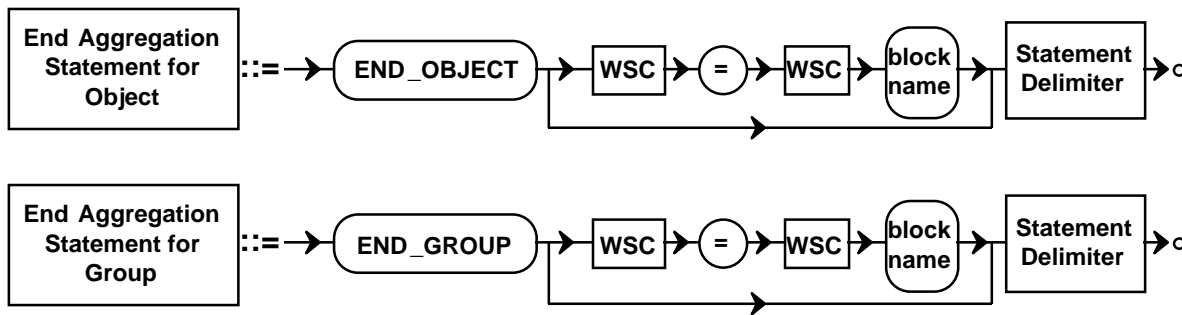 End Aggregation
Statement for
Object
::=
END_OBJECT
WSC
=
WSC
block
name
Statement
Delimiter
End Aggregation
Statement for
Group
::=
END_GROUP
WSC
=
WSC
block
name
Statement
Delimiter